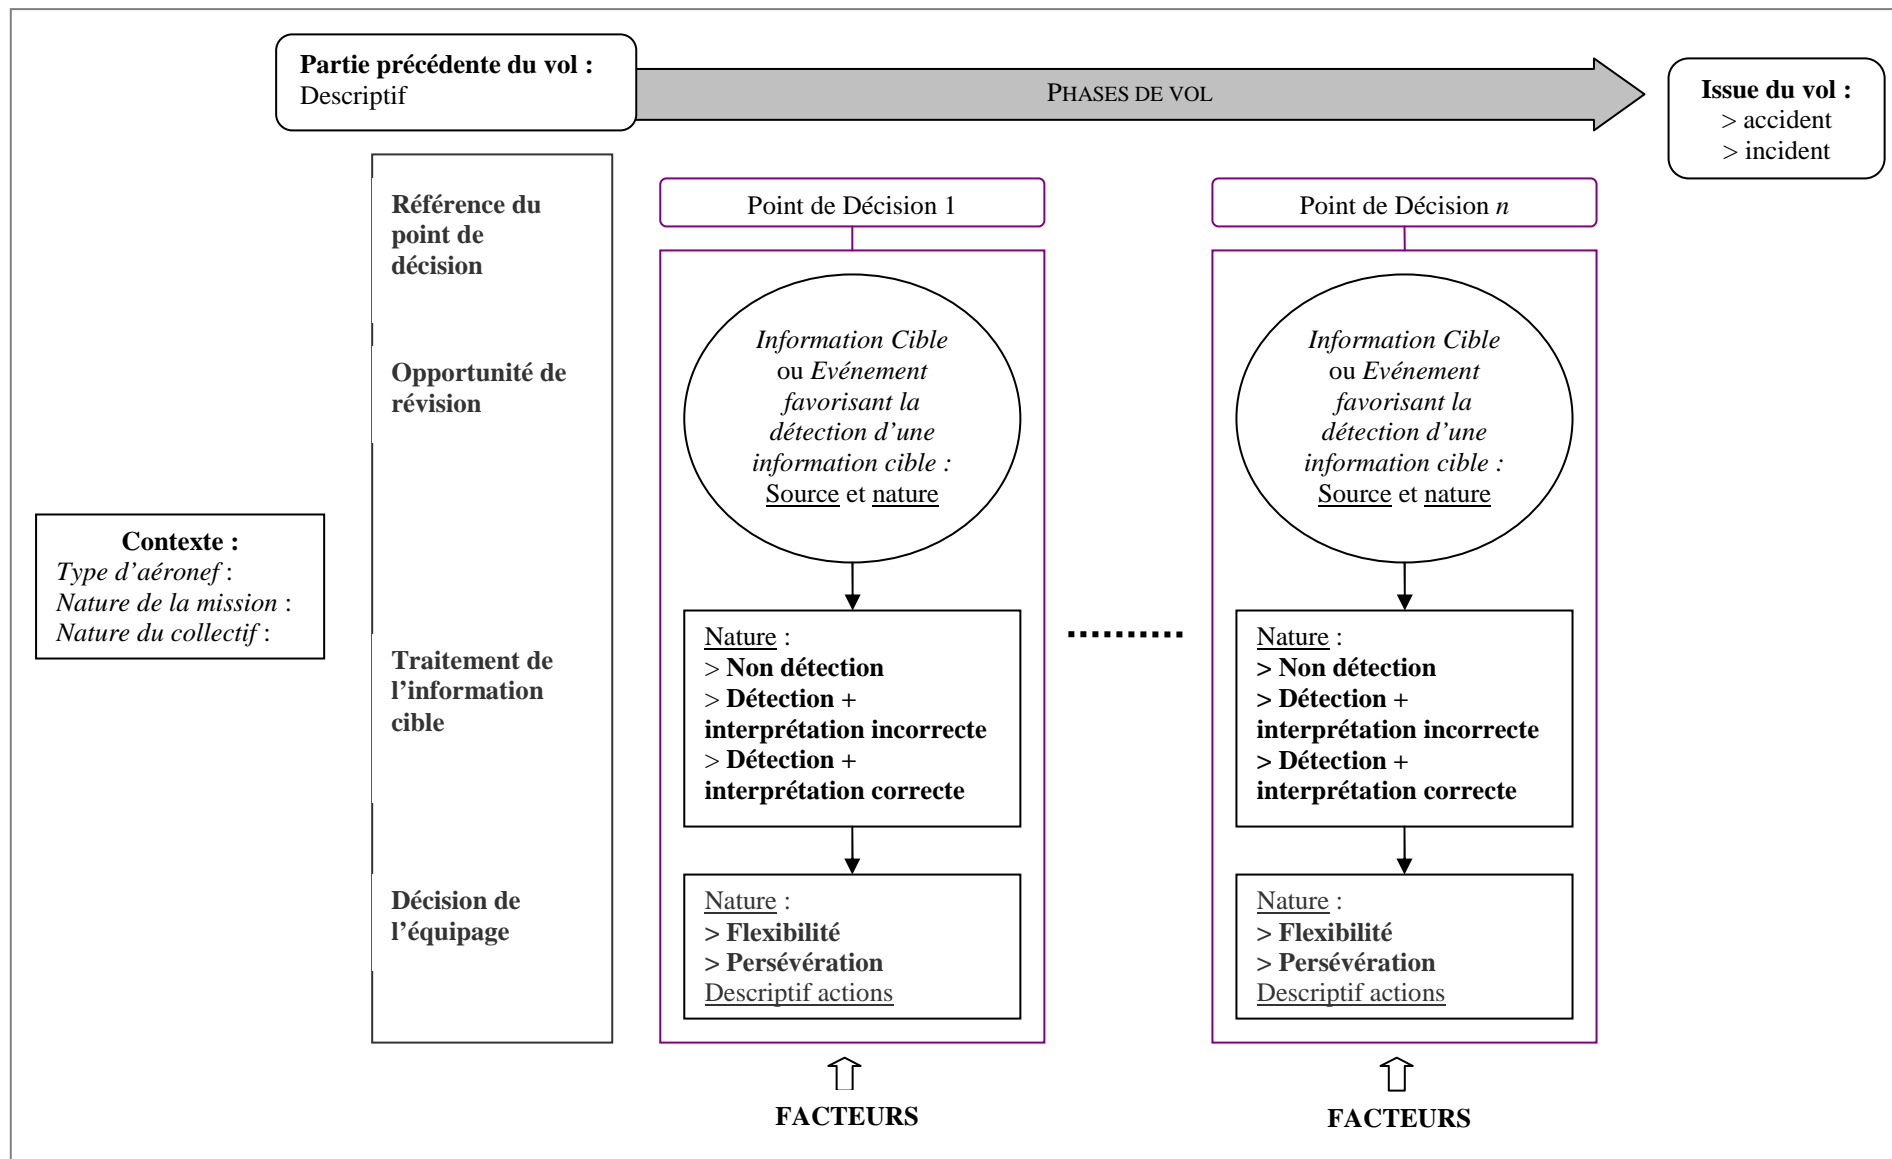 Partie précédente du vol :
Descriptif
PHASES DE VOL
Issue du vol :
> accident
> incident
Contexte :
Type d'aéronef :
Nature de la mission :
Nature du collectif :
Référence du
point de
décision
Opportunité de
révision
Traitement de
l'information
cible
Décision de
l'équipage
Point de Décision 1
Information Cible
ou Evénement
favorisant la
détection d'une
information cible :
Source et nature
Nature :
> Non détection
> Détection +
interprétation incorrecte
> Détection +
interprétation correcte
Nature :
> Flexibilité
> Persévération
Descriptif actions
FACTEURS
Point de Décision n
Information Cible
ou Evénement
favorisant la
détection d'une
information cible :
Source et nature
Nature :
> Non détection
> Détection +
interprétation incorrecte
> Détection +
interprétation correcte
Nature :
> Flexibilité
> Persévération
Descriptif actions
FACTEURS